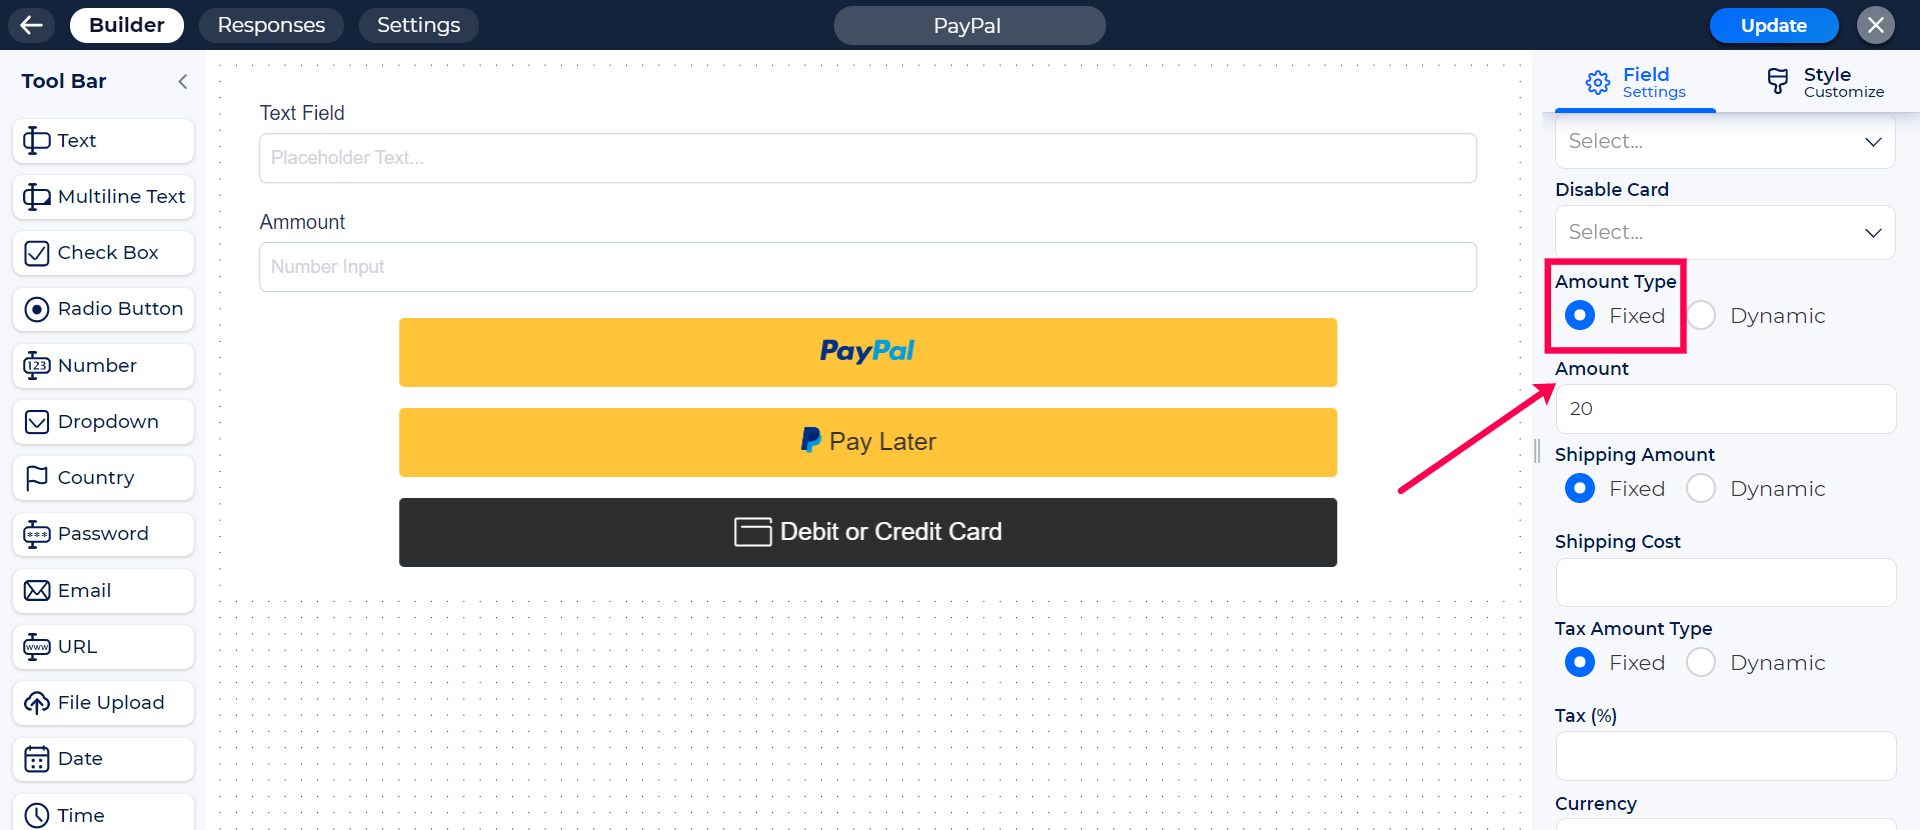 Builder
Responses
Settings
PayPal
Update
Tool Bar
Text
Multiline Text
Check Box
Radio Button
123
Number
Dropdown
Country
***
Password
Email
www
URL
File Upload
Date
Time
Text Field
Placeholder Text...
Ammount
Number Input
PayPal
Pay Later
Debit or Credit Card
Field
Settings
Style
Customize
Select...
Disable Card
Select...
Amount Type
Fixed Dynamic
Amount
20
Shipping Amount
Fixed Dynamic
Shipping Cost
Tax Amount Type
Fixed Dynamic
Tax (%)
Currency